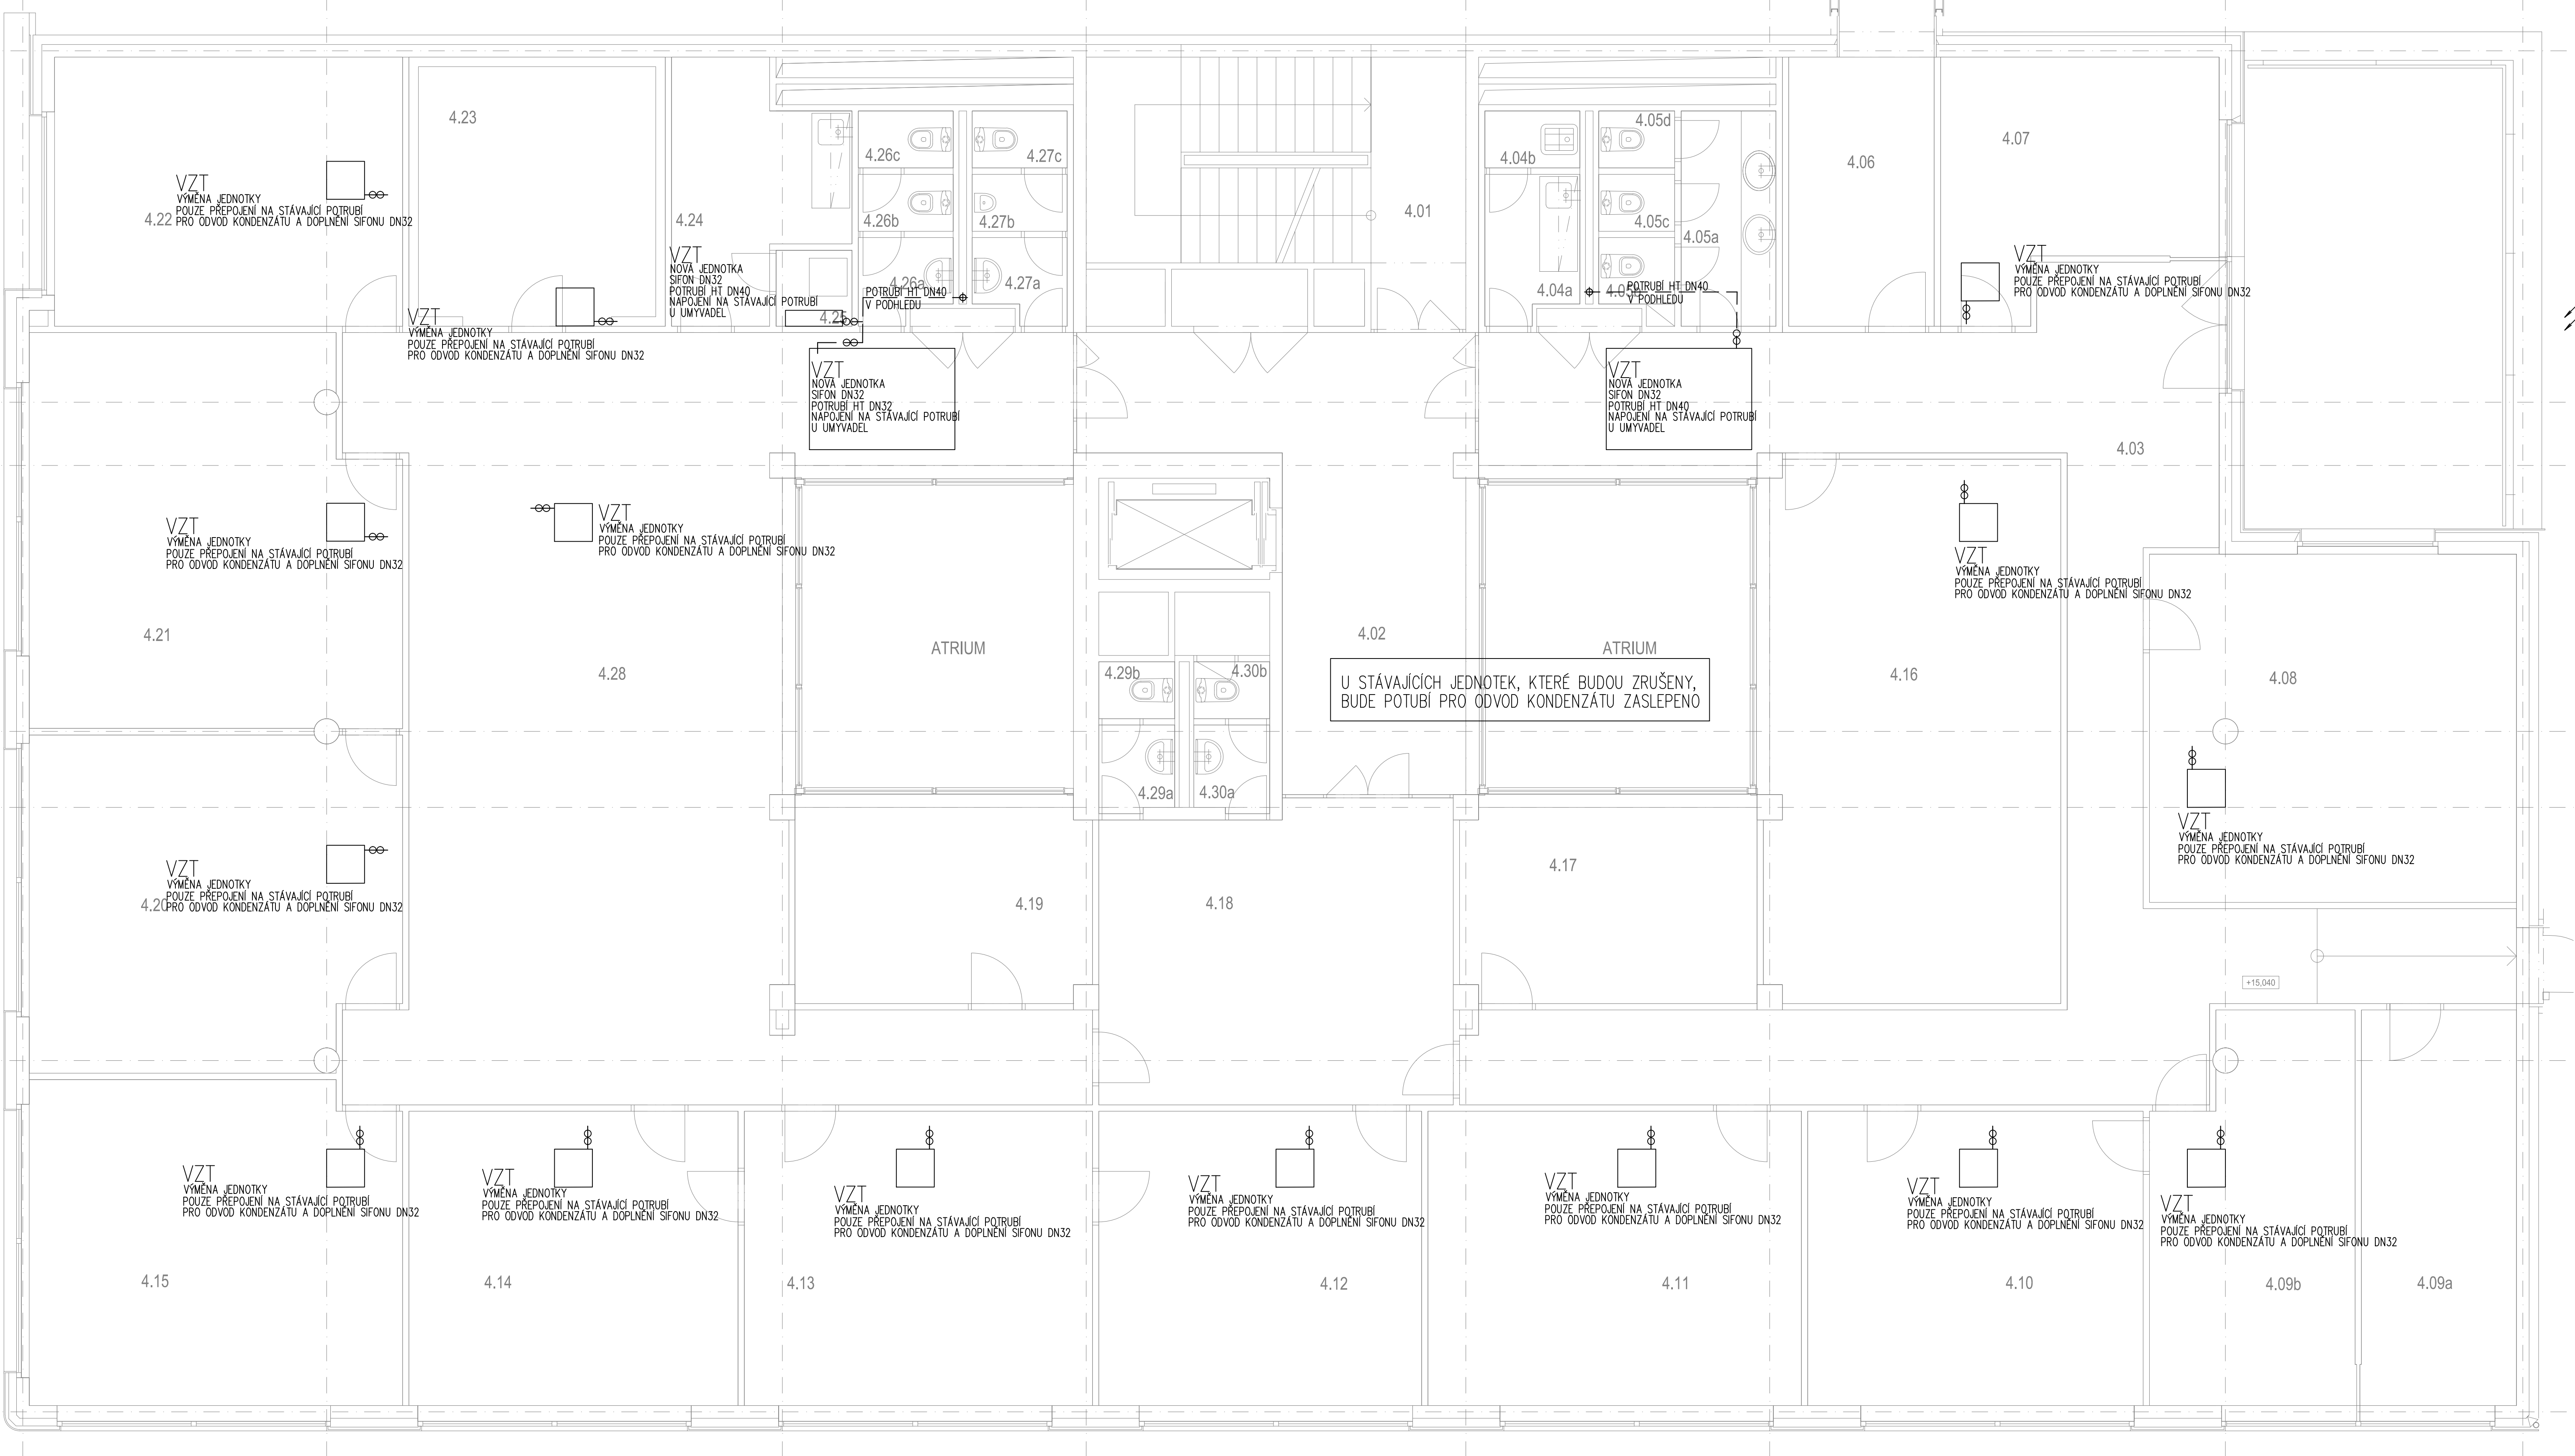 4.23
4.26c
4.27c
4.04b
4.05d
4.06
4.07
VZT
VÝMĚNA JEDNOTKY
POUZE PŘEPOJENÍ NA STÁVAJÍCÍ POTRUBÍ
PRO ODVOD KONDENZÁTU A DOPLNĚNÍ SIFONU DN32
4.22
4.24
4.26b
4.27b
4.01
4.05c
4.05a
VZT
NOVÁ JEDNOTKA
SIFON DN32
POTRUBÍ HT DN40
NAPOJENÍ NA STÁVAJÍCÍ POTRUBÍ
U UMYVADEL
4.25
4.26a
4.27a
POTRUBÍ HT DN40
V PODHLEDU
4.04a
POTRUBÍ HT DN40
V PODHLEDU
VZT
VÝMĚNA JEDNOTKY
POUZE PŘEPOJENÍ NA STÁVAJÍCÍ POTRUBÍ
PRO ODVOD KONDENZÁTU A DOPLNĚNÍ SIFONU DN32
VZT
VÝMĚNA JEDNOTKY
POUZE PŘEPOJENÍ NA STÁVAJÍCÍ POTRUBÍ
PRO ODVOD KONDENZÁTU A DOPLNĚNÍ SIFONU DN32
VZT
NOVÁ JEDNOTKA
SIFON DN32
POTRUBÍ HT DN32
NAPOJENÍ NA STÁVAJÍCÍ POTRUBÍ
U UMYVADEL
VZT
NOVÁ JEDNOTKA
SIFON DN32
POTRUBÍ HT DN40
NAPOJENÍ NA STÁVAJÍCÍ POTRUBÍ
U UMYVADEL
4.03
VZT
VÝMĚNA JEDNOTKY
POUZE PŘEPOJENÍ NA STÁVAJÍCÍ POTRUBÍ
PRO ODVOD KONDENZÁTU A DOPLNĚNÍ SIFONU DN32
VZT
VÝMĚNA JEDNOTKY
POUZE PŘEPOJENÍ NA STÁVAJÍCÍ POTRUBÍ
PRO ODVOD KONDENZÁTU A DOPLNĚNÍ SIFONU DN32
VZT
VÝMĚNA JEDNOTKY
POUZE PŘEPOJENÍ NA STÁVAJÍCÍ POTRUBÍ
PRO ODVOD KONDENZÁTU A DOPLNĚNÍ SIFONU DN32
4.21
4.28
ATRIUM
4.29b
4.30b
4.02
ATRIUM
4.16
4.08
U STÁVAJÍCÍCH JEDNOTEK, KTERÉ BUDOU ZRUŠENY,
BUDE POTUBÍ PRO ODVOD KONDENZÁTU ZASLEPENO
4.29a
4.30a
VZT
VÝMĚNA JEDNOTKY
POUZE PŘEPOJENÍ NA STÁVAJÍCÍ POTRUBÍ
PRO ODVOD KONDENZÁTU A DOPLNĚNÍ SIFONU DN32
VZT
VÝMĚNA JEDNOTKY
POUZE PŘEPOJENÍ NA STÁVAJÍCÍ POTRUBÍ
PRO ODVOD KONDENZÁTU A DOPLNĚNÍ SIFONU DN32
4.20
4.19
4.18
4.17
+15,040
VZT
VÝMĚNA JEDNOTKY
POUZE PŘEPOJENÍ NA STÁVAJÍCÍ POTRUBÍ
PRO ODVOD KONDENZÁTU A DOPLNĚNÍ SIFONU DN32
VZT
VÝMĚNA JEDNOTKY
POUZE PŘEPOJENÍ NA STÁVAJÍCÍ POTRUBÍ
PRO ODVOD KONDENZÁTU A DOPLNĚNÍ SIFONU DN32
VZT
VÝMĚNA JEDNOTKY
POUZE PŘEPOJENÍ NA STÁVAJÍCÍ POTRUBÍ
PRO ODVOD KONDENZÁTU A DOPLNĚNÍ SIFONU DN32
VZT
VÝMĚNA JEDNOTKY
POUZE PŘEPOJENÍ NA STÁVAJÍCÍ POTRUBÍ
PRO ODVOD KONDENZÁTU A DOPLNĚNÍ SIFONU DN32
VZT
VÝMĚNA JEDNOTKY
POUZE PŘEPOJENÍ NA STÁVAJÍCÍ POTRUBÍ
PRO ODVOD KONDENZÁTU A DOPLNĚNÍ SIFONU DN32
VZT
VÝMĚNA JEDNOTKY
POUZE PŘEPOJENÍ NA STÁVAJÍCÍ POTRUBÍ
PRO ODVOD KONDENZÁTU A DOPLNĚNÍ SIFONU DN32
VZT
VÝMĚNA JEDNOTKY
POUZE PŘEPOJENÍ NA STÁVAJÍCÍ POTRUBÍ
PRO ODVOD KONDENZÁTU A DOPLNĚNÍ SIFONU DN32
4.15
4.14
4.13
4.12
4.11
4.10
4.09b
4.09a